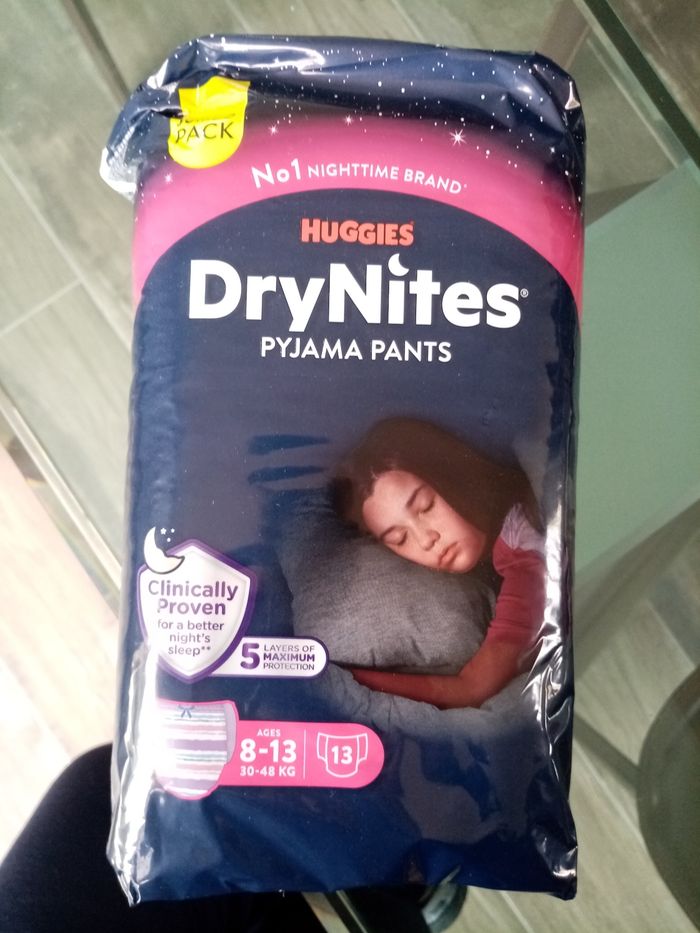 PACK
No1 NIGHTTIME BRAND*
HUGGIES®
DryNites®
PYJAMA PANTS
Clinically
Proven
for a better
night's
sleep**
5 LAYERS OF
MAXIMUM
PROTECTION
AGES
8-13
30-48 KG
13